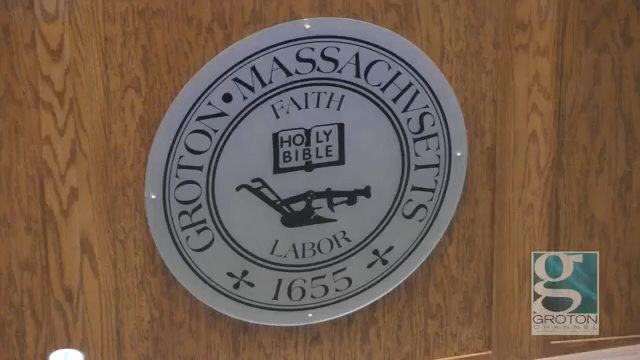 GROTON • MASSACHVSETTS
FAITH
HOLY
BIBLE
LABOR
1655
g
GROTON
CHANNEL